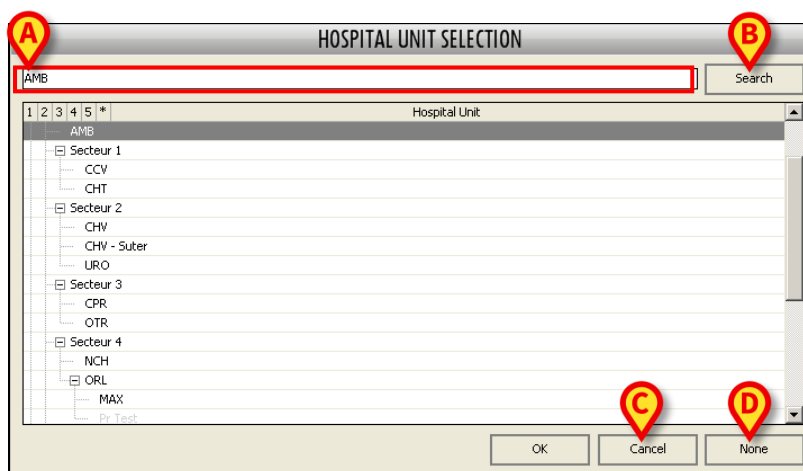 A
HOSPITAL UNIT SELECTION
B
AMB
Search
1 2 3 4 5 * Hospital Unit
AMB
Secteur 1
CCV
CHT
Secteur 2
CHV
CHV - Suter
URO
Secteur 3
CPR
OTR
Secteur 4
NCH
ORL
MAX
Pr Test
C
D
OK
Cancel
None